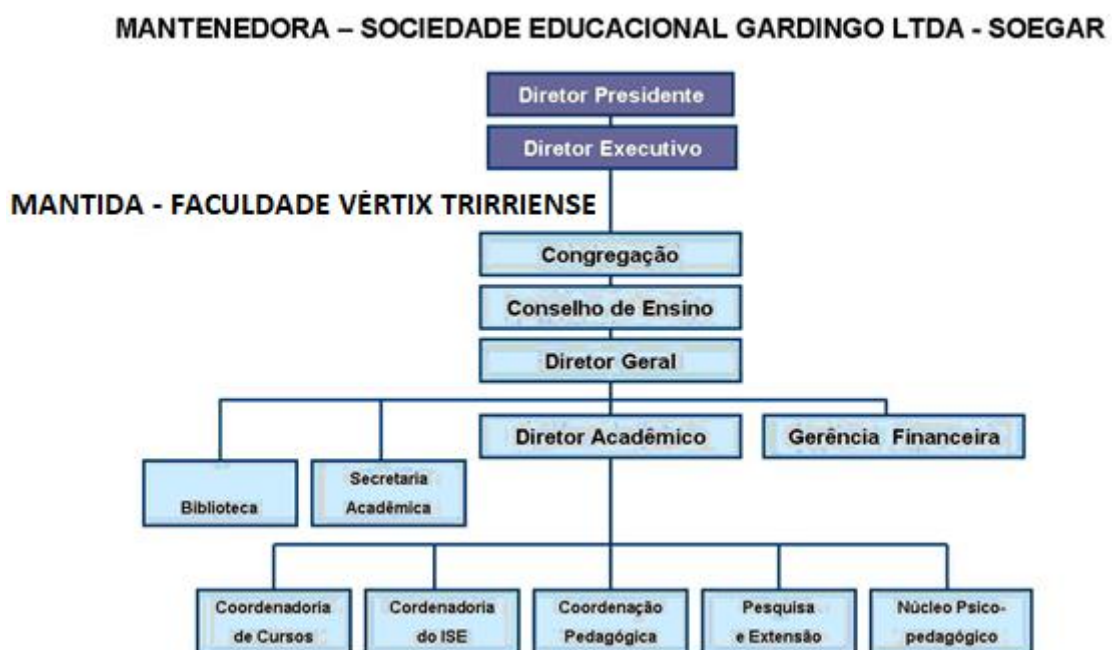 MANTENEDORA – SOCIEDADE EDUCACIONAL GARDINGO LTDA - SOEGAR
Diretor Presidente
Diretor Executivo
MANTIDA - FACULDADE VÉRTIX TRIRRIENSE
Congregação
Conselho de Ensino
Diretor Geral
Diretor Acadêmico
Gerência Financeira
Biblioteca
Secretaria
Acadêmica
Coordenadoria
de Cursos
Cordenadoria
do ISE
Coordenação
Pedagógica
Pesquisa
e Extensão
Núcleo Psico-
pedagógico